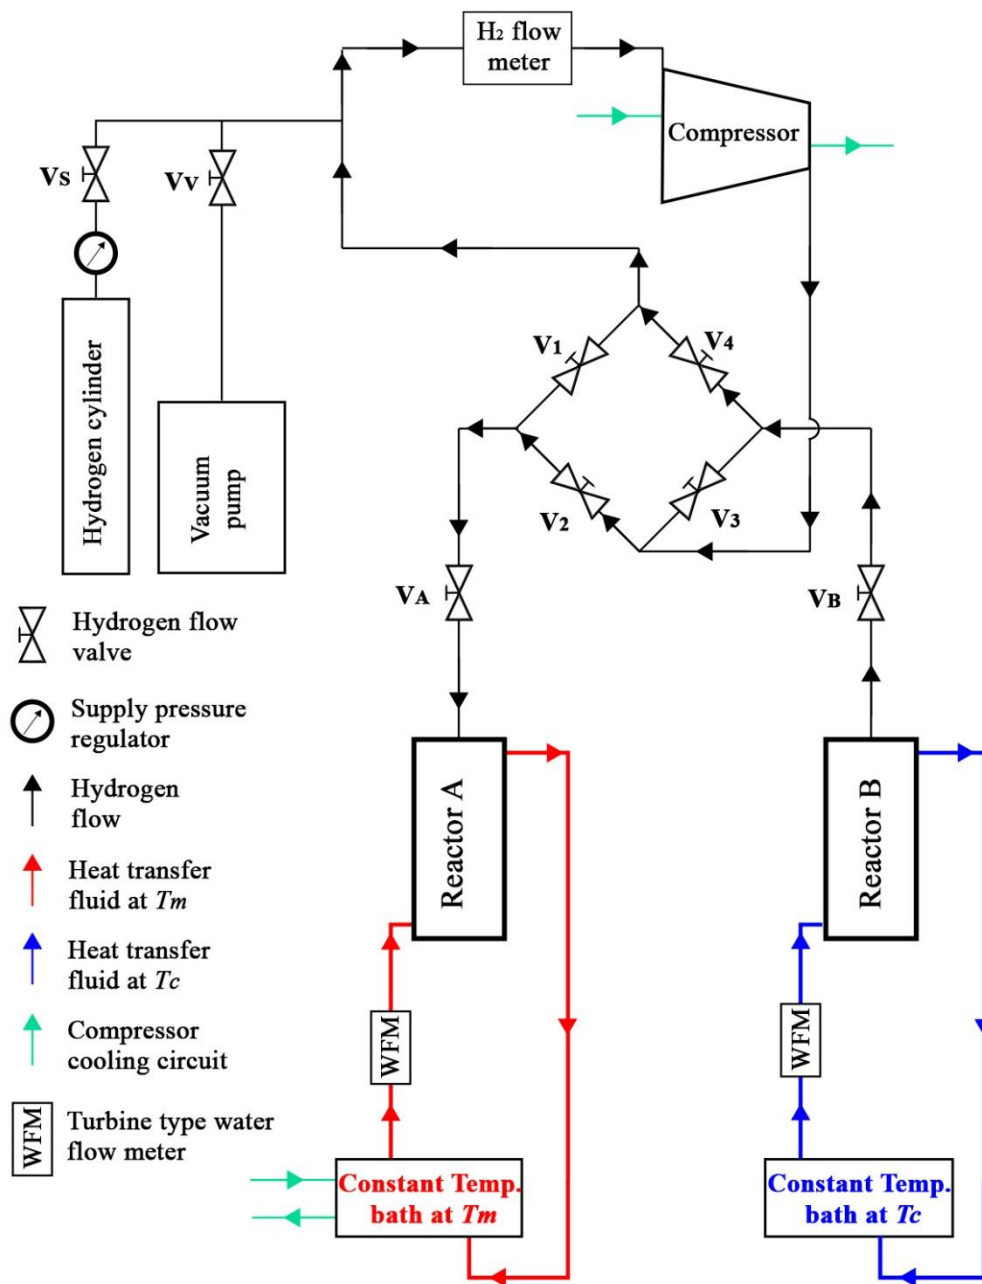 H2 flow
meter
Compressor
VS
VV
Hydrogen cylinder
Vacuum
pump
V1
V4
V2
V3
VA
VB
Hydrogen flow
valve
Supply pressure
regulator
Hydrogen
flow
Heat transfer
fluid at Tm
Heat transfer
fluid at Tc
Compressor
cooling circuit
WFM
Turbine type water
flow meter
Reactor A
Reactor B
WFM
WFM
Constant Temp.
bath at Tm
Constant Temp.
bath at Tc